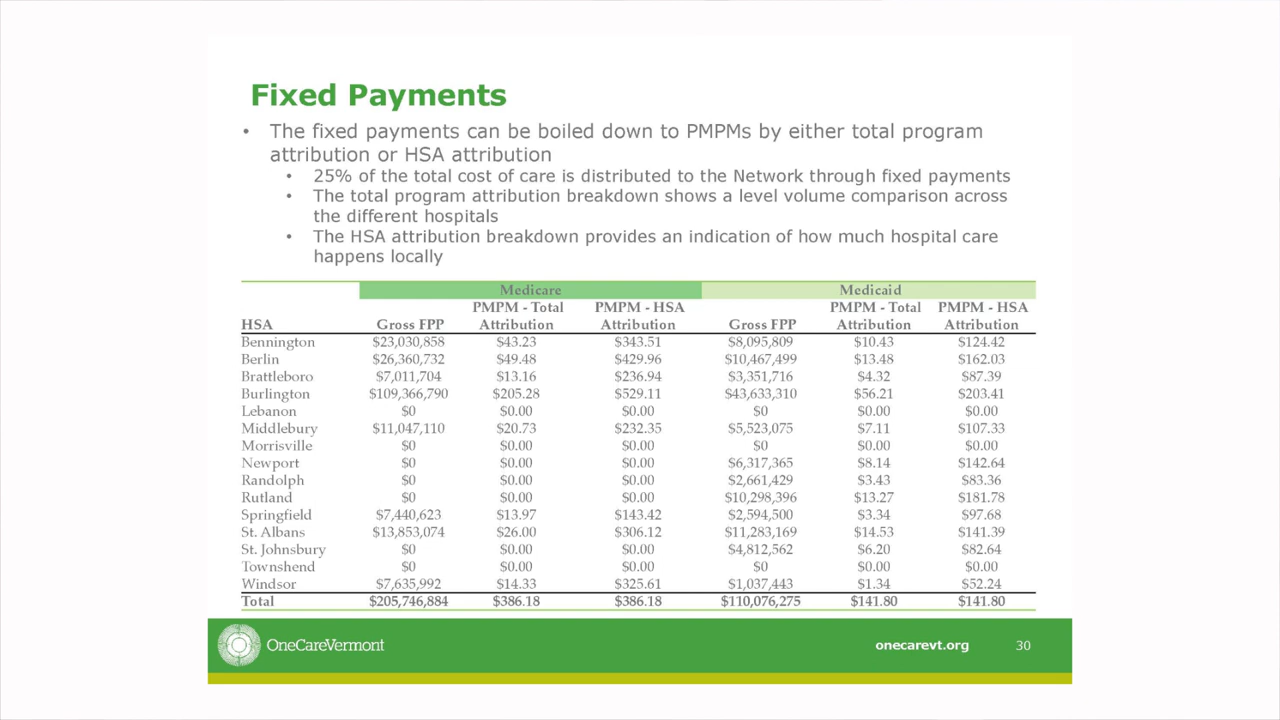 Fixed Payments
• The fixed payments can be boiled down to PMPMs by either total program
attribution or HSA attribution
• 25% of the total cost of care is distributed to the Network through fixed payments
• The total program attribution breakdown shows a level volume comparison across
the different hospitals
• The HSA attribution breakdown provides an indication of how much hospital care
happens locally
Medicare Medicaid
PMPM - Total PMPM - HSA PMPM - Total PMPM - HSA
HSA Gross FPP Attribution Attribution Gross FPP Attribution Attribution
Bennington $23,030,858 $43.23 $343.51 $8,095,809 $10.43 $124.42
Berlin $26,360,732 $49.48 $429.96 $10,467,499 $13.48 $162.03
Brattleboro $7,011,704 $13.16 $236.94 $3,351,716 $4.32 $87.39
Burlington $109,366,790 $205.28 $529.11 $43,633,310 $56.21 $203.41
Lebanon $0 $0.00 $0.00 $0 $0.00 $0.00
Middlebury $11,047,110 $20.73 $232.35 $5,523,075 $7.11 $107.33
Morrisville $0 $0.00 $0.00 $0 $0.00 $0.00
Newport $0 $0.00 $0.00 $6,317,365 $8.14 $142.64
Randolph $0 $0.00 $0.00 $2,661,429 $3.43 $83.36
Rutland $0 $0.00 $0.00 $10,298,396 $13.27 $181.78
Springfield $7,440,623 $13.97 $143.42 $2,594,500 $3.34 $97.68
St. Albans $13,853,074 $26.00 $306.12 $11,283,169 $14.53 $141.39
St. Johnsbury $0 $0.00 $0.00 $4,812,562 $6.20 $82.64
Townshend $0 $0.00 $0.00 $0 $0.00 $0.00
Windsor $7,635,992 $14.33 $325.61 $1,037,443 $1.34 $52.24
Total $205,746,884 $386.18 $386.18 $110,076,275 $141.80 $141.80
OneCareVermont onecarevt.org 30